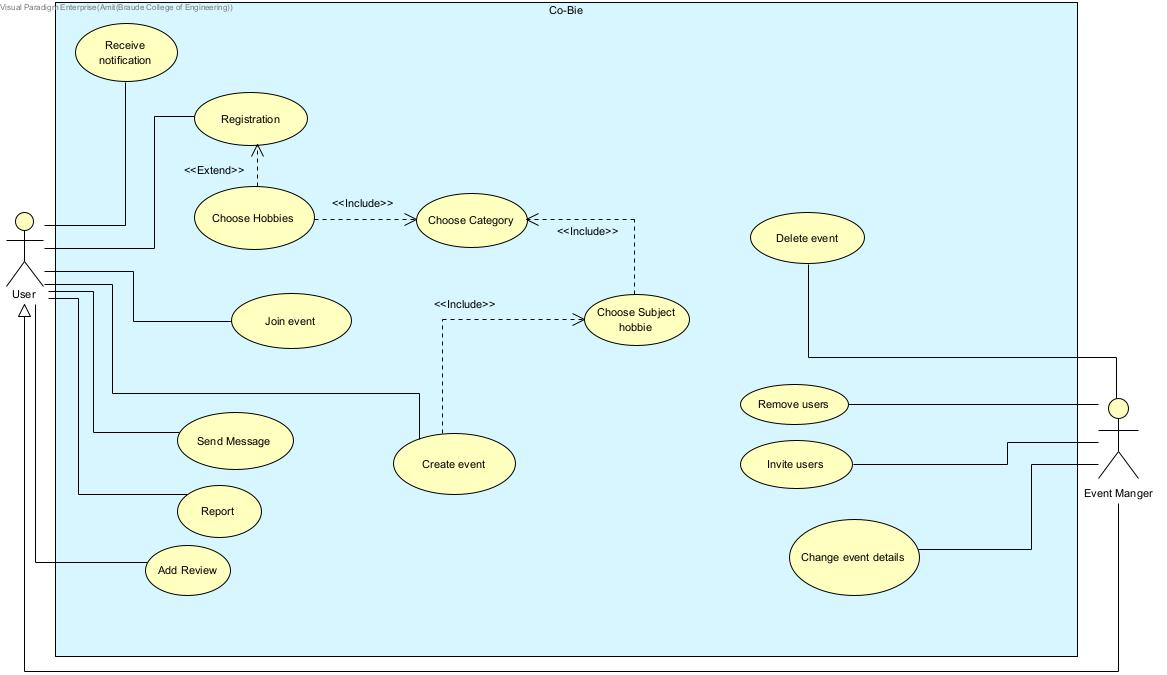 Visual Paradigm Enterprise(Amit(Braude College of Engineering))
Co-Bie
Receive
notification
Registration
<<Extend>>
Choose Hobbies
<<Include>>
Choose Category
<<Include>>
Delete event
User
<<Include>>
Choose Subject
hobbie
Join event
Remove users
Send Message
Create event
Invite users
Event Manger
Report
Change event details
Add Review